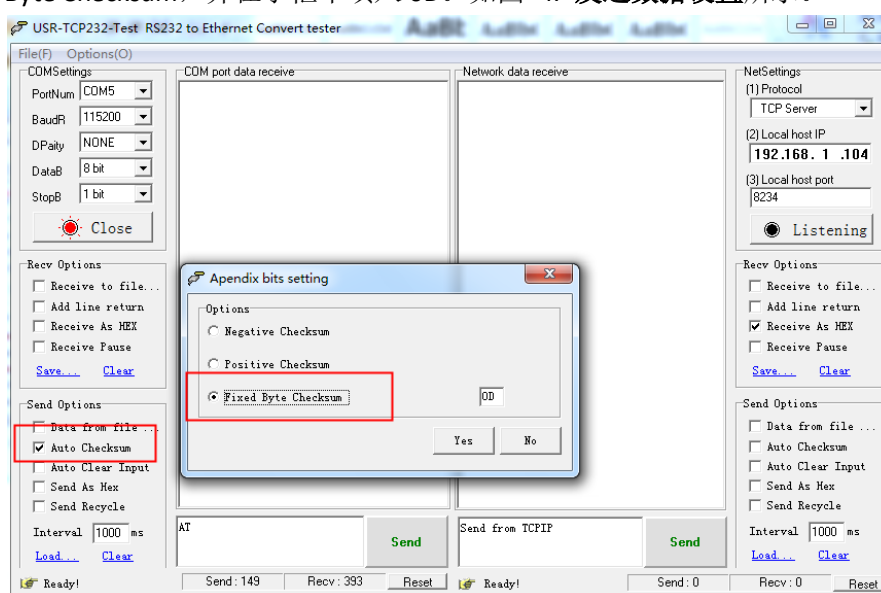 USR-TCP232-Test RS232 to Ethernet Convert tester
File(F) Options(O)
COMSettings
PortNum COM5
BaudR 115200
DPaity NONE
DataB 8 bit
StopB 1 bit
Close
Recv Options
Receive to file...
Add line return
Receive As HEX
Receive Pause
Save... Clear
Send Options
Data from file ...
Auto Checksum
Auto Clear Input
Send As Hex
Send Recycle
Interval 1000 ms
Load... Clear
COM port data receive
Network data receive
Apendix bits setting
Options
Negative Checksum
Positive Checksum
Fixed Byte Checksum 0D
Yes No
AT
Send
Send from TCPIP
Send
NetSettings
(1) Protocol
TCP Server
(2) Local host IP
192.168. 1 .104
(3) Local host port
8234
Listening
Recv Options
Receive to file...
Add line return
Receive As HEX
Receive Pause
Save... Clear
Send Options
Data from file ...
Auto Checksum
Auto Clear Input
Send As Hex
Send Recycle
Interval 1000 ms
Load... Clear
Ready! Send : 149 Recv : 393 Reset
Ready! Send : 0 Recv : 0 Reset